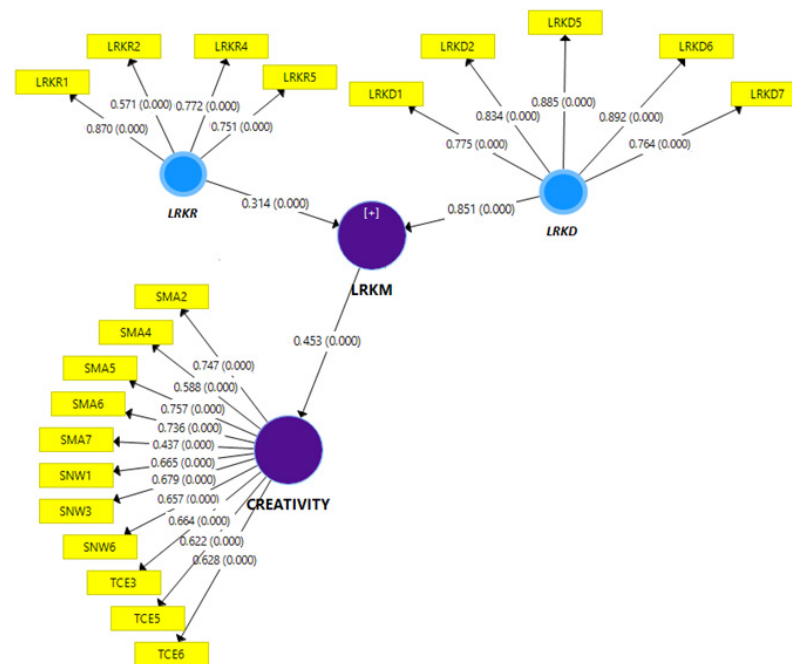 LRKD5
LRKR2
LRKR4
LRKD2
LRKD6
LRKR1
LRKR5
LRKD1
LRKD7
0.571 (0.000)
0.772 (0.000)
0.870 (0.000)
0.751 (0.000)
0.834 (0.000)
0.885 (0.000)
0.892 (0.000)
0.775 (0.000)
0.764 (0.000)
LRKR
0.314 (0.000)
[+]
0.851 (0.000)
LRKD
LRKM
SMA2
SMA4
SMA5
SMA6
SMA7
SNW1
SNW3
SNW6
TCE3
TCE5
TCE6
0.453 (0.000)
0.747 (0.000)
0.588 (0.000)
0.757 (0.000)
0.736 (0.000)
0.437 (0.000)
0.665 (0.000)
0.679 (0.000)
0.657 (0.000)
0.664 (0.000)
0.622 (0.000)
0.628 (0.000)
CREATIVITY